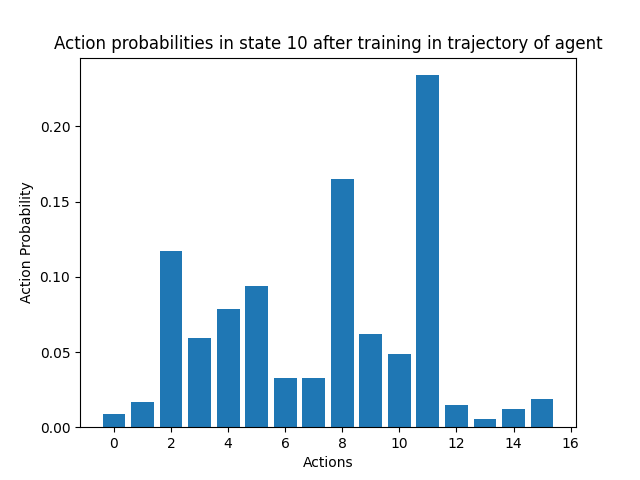 Action probabilities in state 10 after training in trajectory of agent
Action Probability
0.20
0.15
0.10
0.05
0.00
0 2 4 6 8 10 12 14 16
Actions